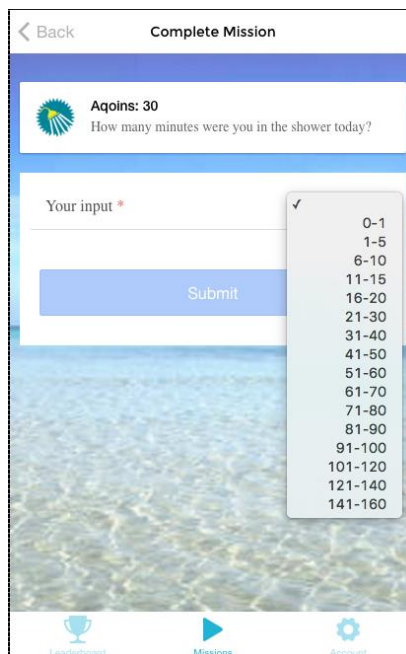 Back
Complete Mission
Aqoins: 30
How many minutes were you in the shower today?
Your input *
✓
0-1
1-5
6-10
11-15
16-20
21-30
31-40
41-50
51-60
61-70
71-80
81-90
91-100
101-120
121-140
141-160
Submit
Leaderboard
Missions
Account